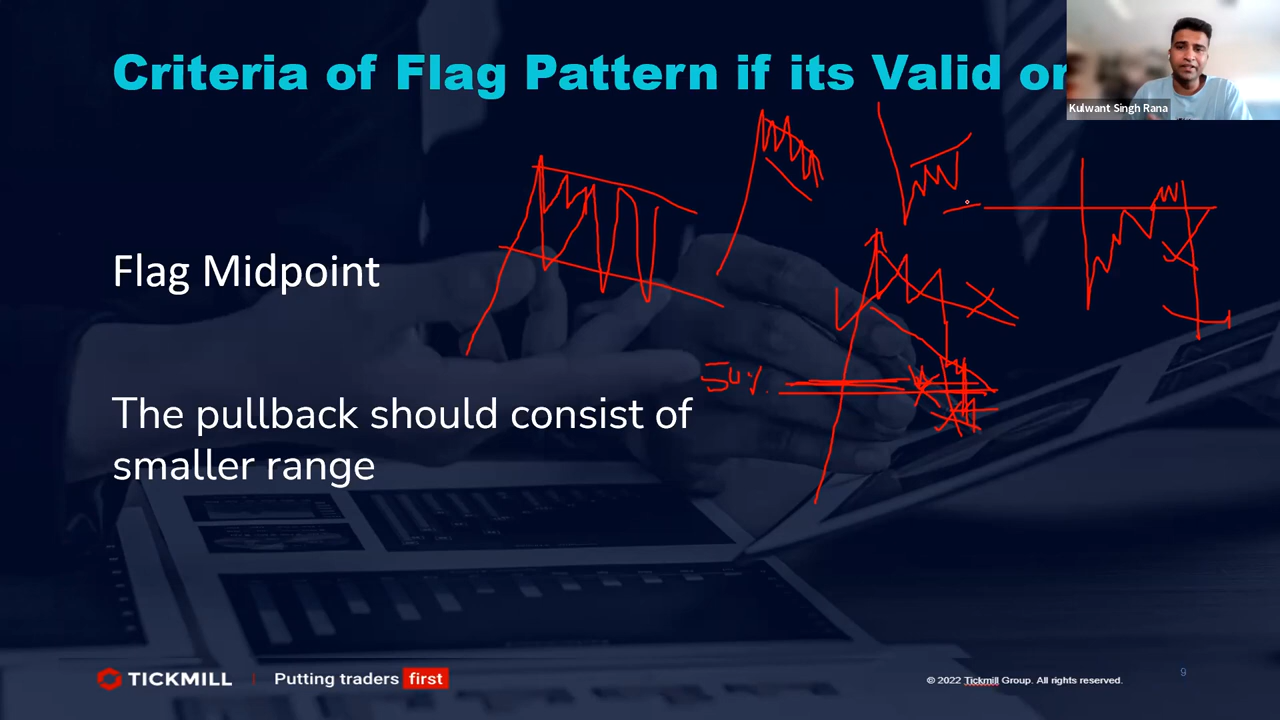 Criteria of Flag Pattern if its Valid or
Kulwant Singh Rana
Flag Midpoint
50%
The pullback should consist of
smaller range
TICKMILL
Putting traders first
© 2022 Tickmill Group. All rights reserved.
9